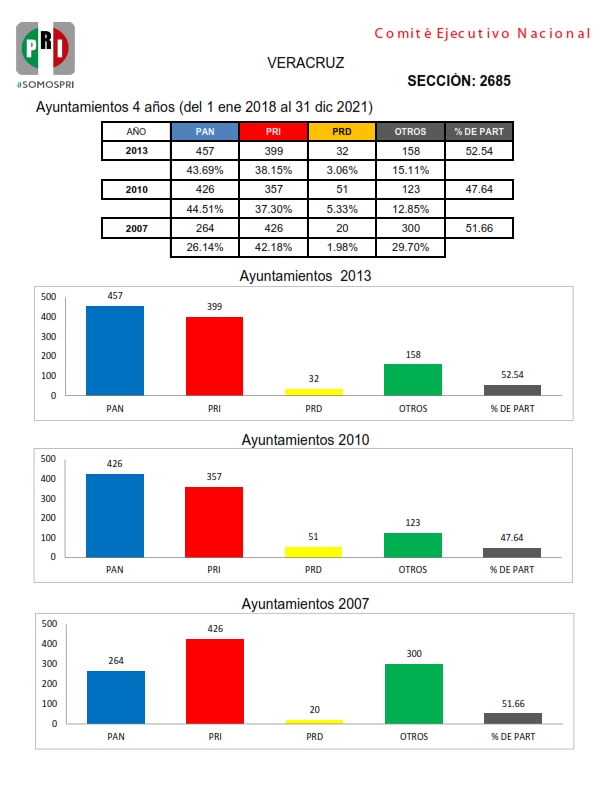 Comité Ejecutivo Nacional
PRI
#SOMOSPRI
VERACRUZ
SECCIÓN: 2685
Ayuntamientos 4 años (del 1 ene 2018 al 31 dic 2021)
AÑO PAN PRI PRD OTROS % DE PART
2013 457 399 32 158 52.54
43.69% 38.15% 3.06% 15.11%
2010 426 357 51 123 47.64
44.51% 37.30% 5.33% 12.85%
2007 264 426 20 300 51.66
26.14% 42.18% 1.98% 29.70%
Ayuntamientos 2013
500
400
300
200
100
0
457
399
32
158
52.54
PAN PRI PRD OTROS % DE PART
Ayuntamientos 2010
500
400
300
200
100
0
426
357
51
123
47.64
PAN PRI PRD OTROS % DE PART
Ayuntamientos 2007
500
400
300
200
100
0
264
426
20
300
51.66
PAN PRI PRD OTROS % DE PART